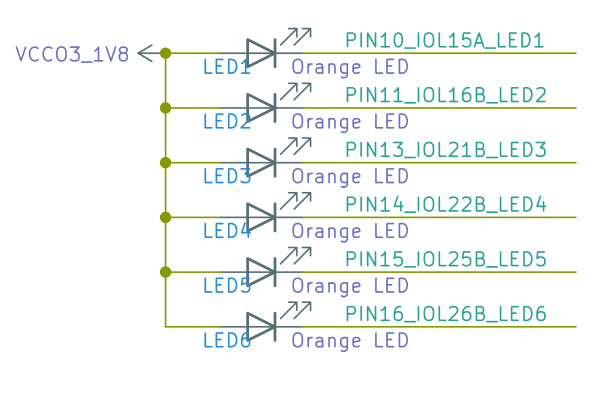 PIN10_IOL15A_LED1
VCCO3_1V8
LED1 Orange LED
PIN11_IOL16B_LED2
LED2 Orange LED
PIN13_IOL21B_LED3
LED3 Orange LED
PIN14_IOL22B_LED4
LED4 Orange LED
PIN15_IOL25B_LED5
LED5 Orange LED
PIN16_IOL26B_LED6
LED6 Orange LED